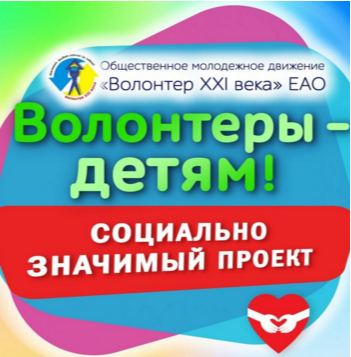 Общественное молодежное движение
«Волонтер XXI века» ЕАО
Волонтеры –
детям!
СОЦИАЛЬНО
ЗНАЧИМЫЙ ПРОЕКТ